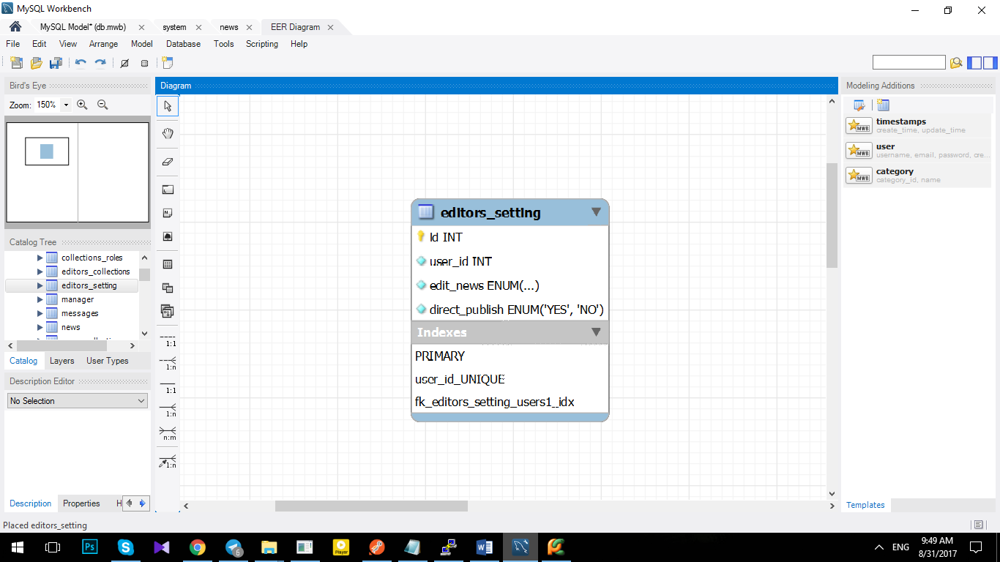 MySQL Workbench
MySQL Model* (db.mwb)
system
news
EER Diagram
File Edit View Arrange Model Database Tools Scripting Help
Bird's Eye
Zoom: 150%
Catalog Tree
collections_roles
editors_collections
editors_setting
manager
messages
news
Catalog Layers User Types
Description Editor
No Selection
Description Properties H
Placed editors_setting
Diagram
1:1
1:n
1:1
1:n
n:m
1:n
editors_setting
id INT
user_id INT
edit_news ENUM(...)
direct_publish ENUM('YES', 'NO')
Indexes
PRIMARY
user_id_UNIQUE
fk_editors_setting_users1_idx
Modeling Additions
timestamps
create_time, update_time
user
username, email, password, cre...
category
category_id, name
Templates
Ps
6
Player
ENG
9:49 AM
8/31/2017